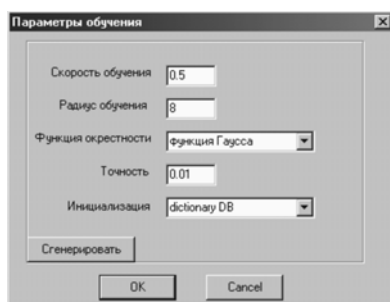 Параметры обучения
Скорость обучения 0.5
Радиус обучения 8
Функция окрестности функция Гаусса
Точность 0.01
Инициализация dictionary DB
Сгенерировать
OK Cancel